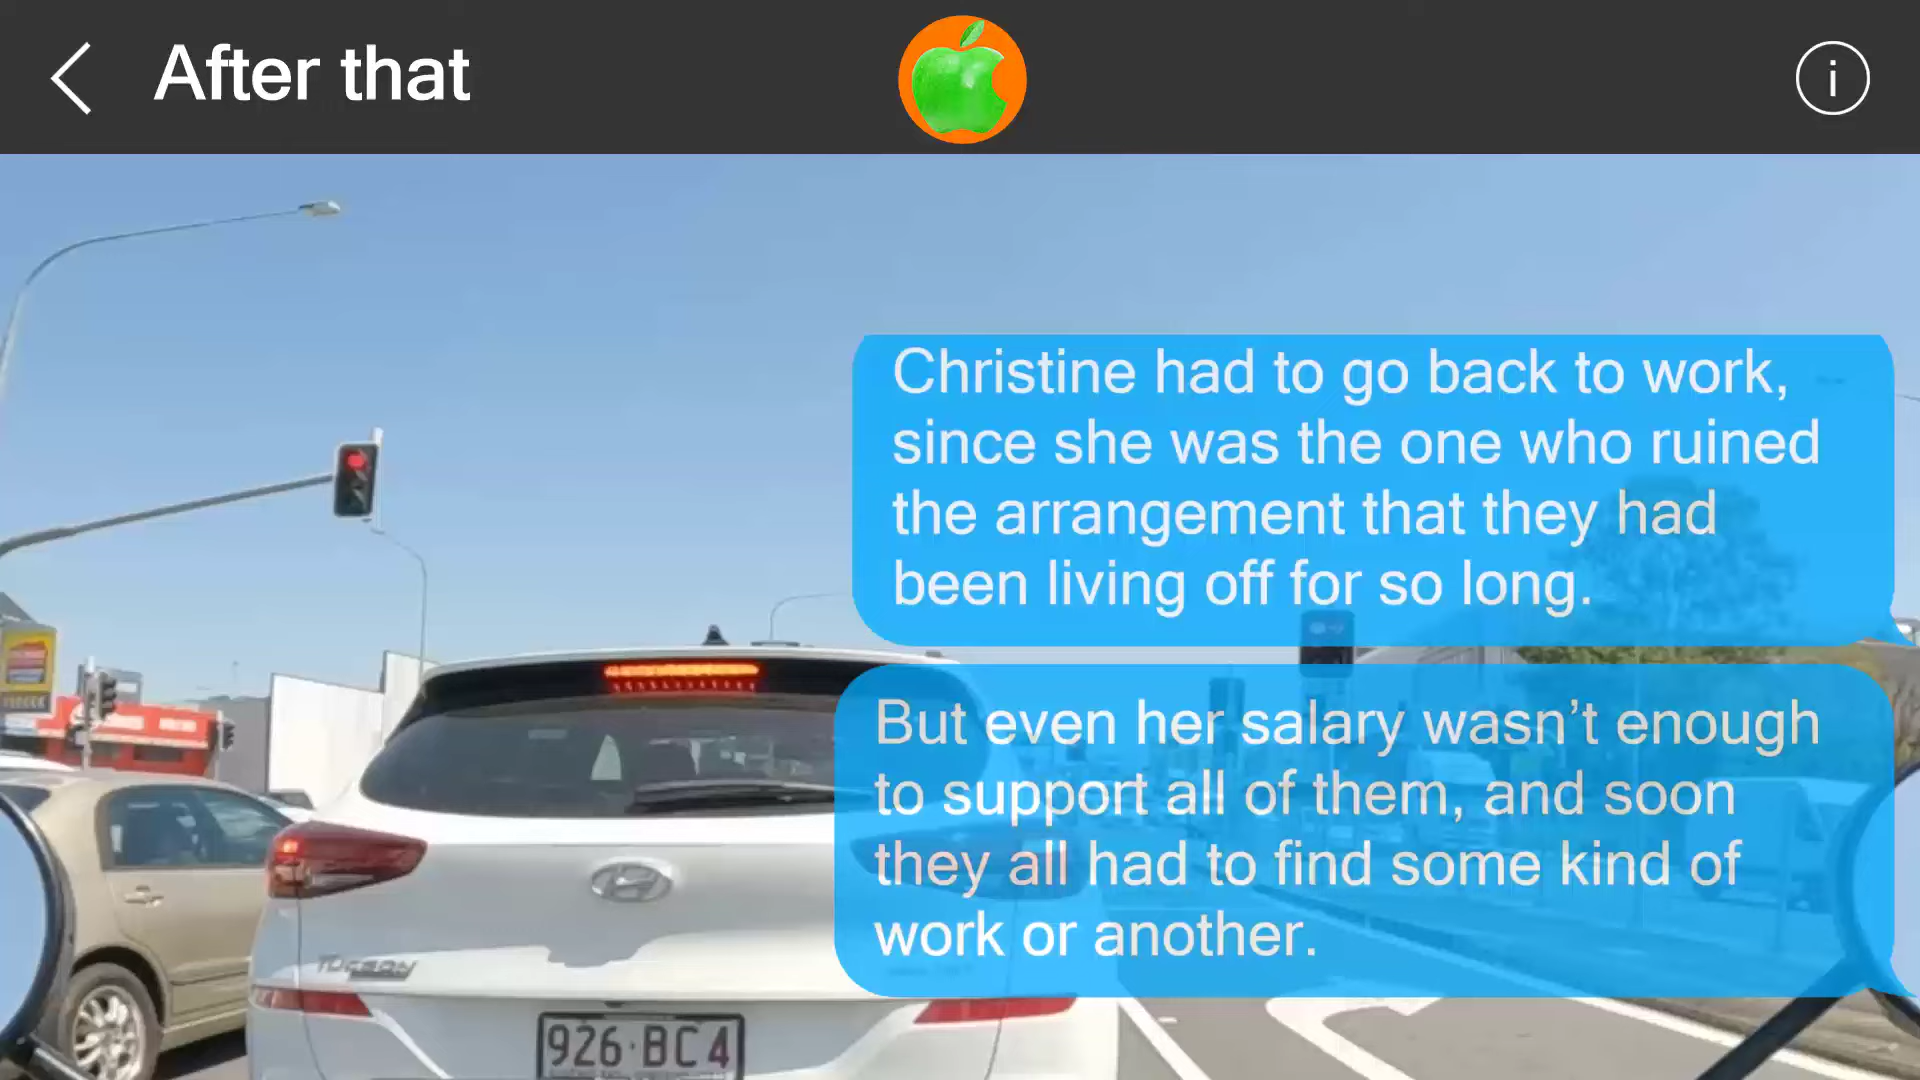 After that
i
Christine had to go back to work,
since she was the one who ruined
the arrangement that they had
been living off for so long.
But even her salary wasn’t enough
to support all of them, and soon
they all had to find some kind of
work or another.
TUCSON
926·BC4